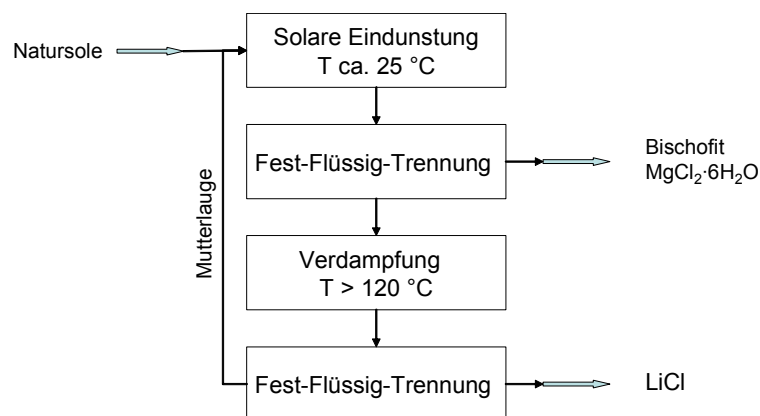 Solare Eindunstung
T ca. 25 °C
Natursole
Fest-Flüssig-Trennung
Bischofit
MgCl₂·6H₂O
Mutterlauge
Verdampfung
T > 120 °C
Fest-Flüssig-Trennung
LiCl